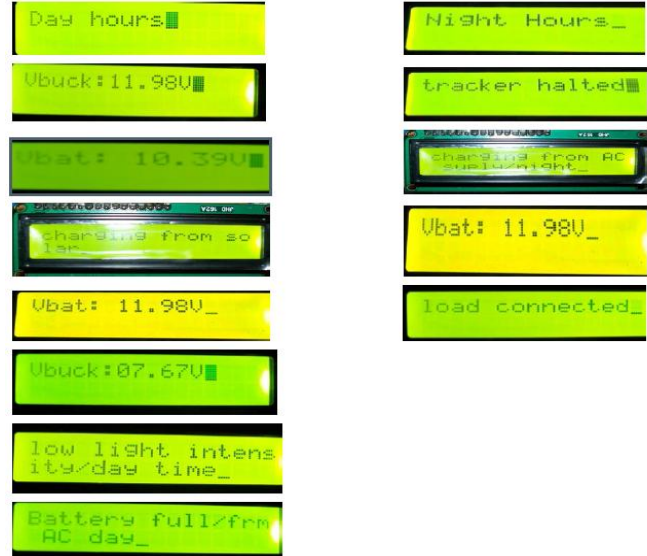 Day hours
Vbuck:11.98V
Vbat: 10.39V
charging from so
lar
Vbat: 11.98V_
Vbuck:07.67V
low light intens
ity/day time_
Battery full/frm
AC day_
Night Hours_
tracker halted
charging from AC
suply/night_
Vbat: 11.98V_
load connected_